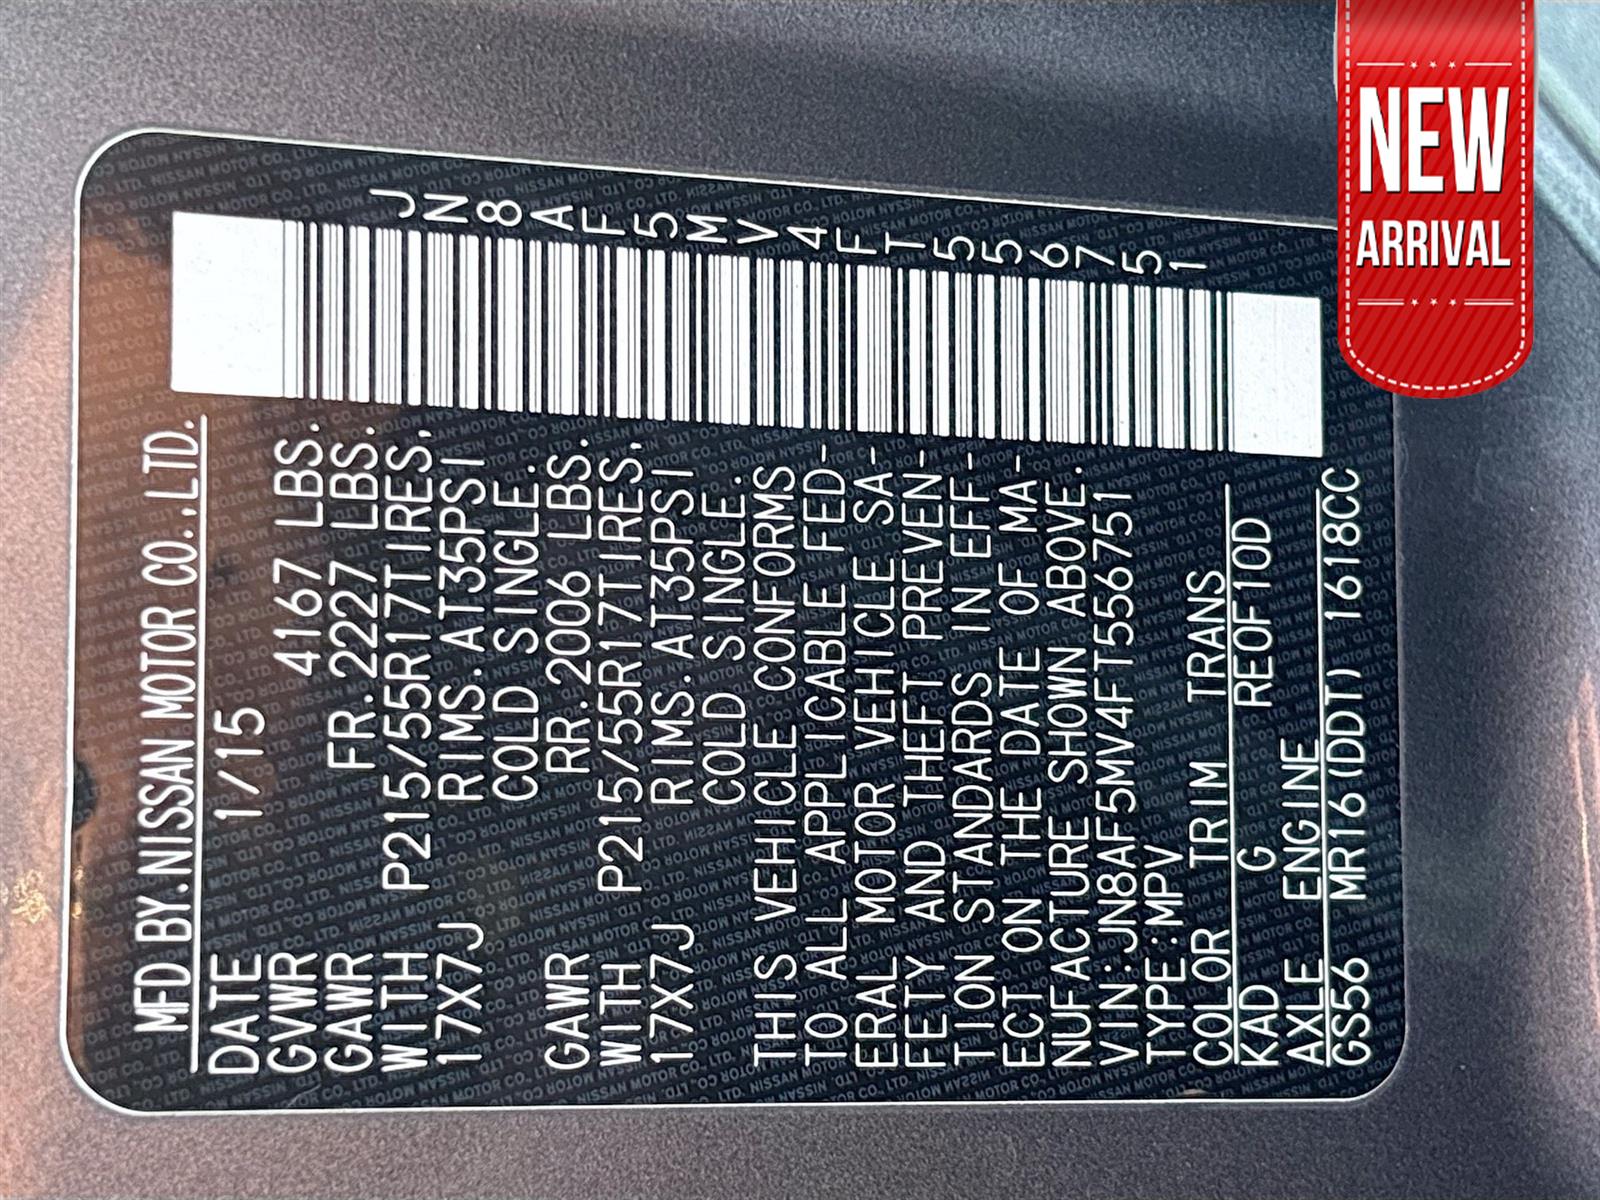 JN8AF5MV4FT556751
MFD BY.NISSAN MOTOR CO.,LTD.
DATE 1/15
GVWR 4167 LBS.
GAWR FR.2227 LBS.
WITH P215/55R17TIRES,
17X7J RIMS.AT35PSI
COLD SINGLE.
GAWR RR.2006 LBS.
WITH P215/55R17TIRES,
17X7J RIMS.AT35PSI
COLD SINGLE.
THIS VEHICLE CONFORMS
TO ALL APPLICABLE FED-
ERAL MOTOR VEHICLE SA-
FETY AND THEFT PREVEN-
TION STANDARDS IN EFF-
ECT ON THE DATE OF MA-
NUFACTURE SHOWN ABOVE.
VIN:JN8AF5MV4FT556751
TYPE:MPV
COLOR TRIM TRANS
KAD G RE0F10D
AXLE ENGINE
GS56 MR16(DDT) 1618CC
NEW
ARRIVAL